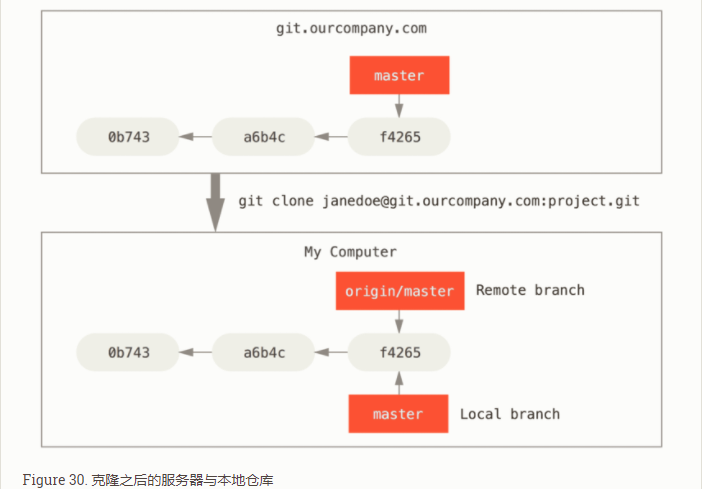 git.ourcompany.com
master
0b743 a6b4c f4265
git clone janedoe@git.ourcompany.com:project.git
My Computer
origin/master Remote branch
0b743 a6b4c f4265
master Local branch
Figure 30. 克隆之后的服务器与本地仓库